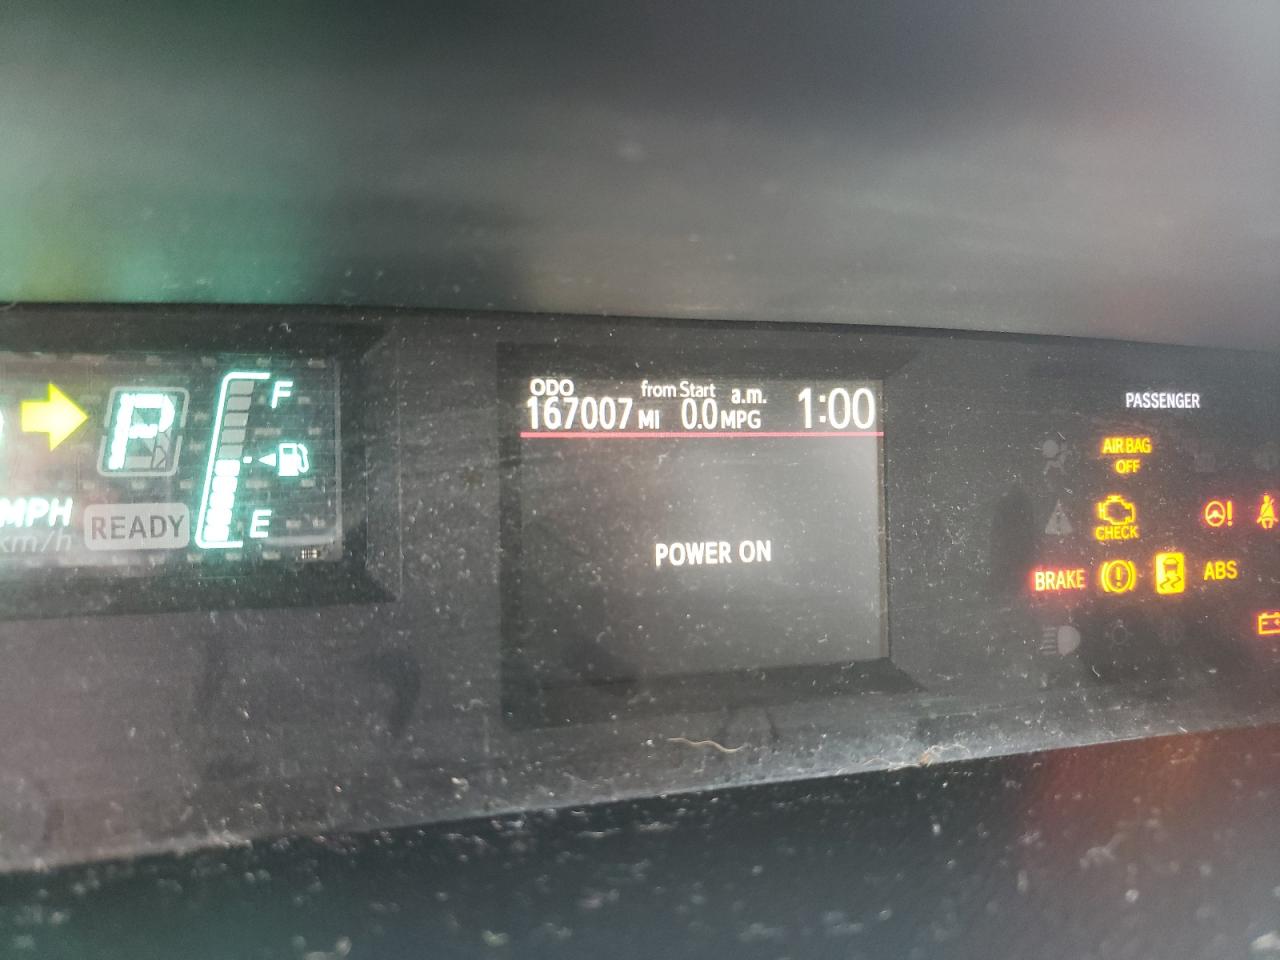 P
F
E
MPH
km/h
READY
ODO from Start a.m. 1:00
167007 MI 0.0 MPG
POWER ON
PASSENGER
AIR BAG
OFF
CHECK
BRAKE ABS